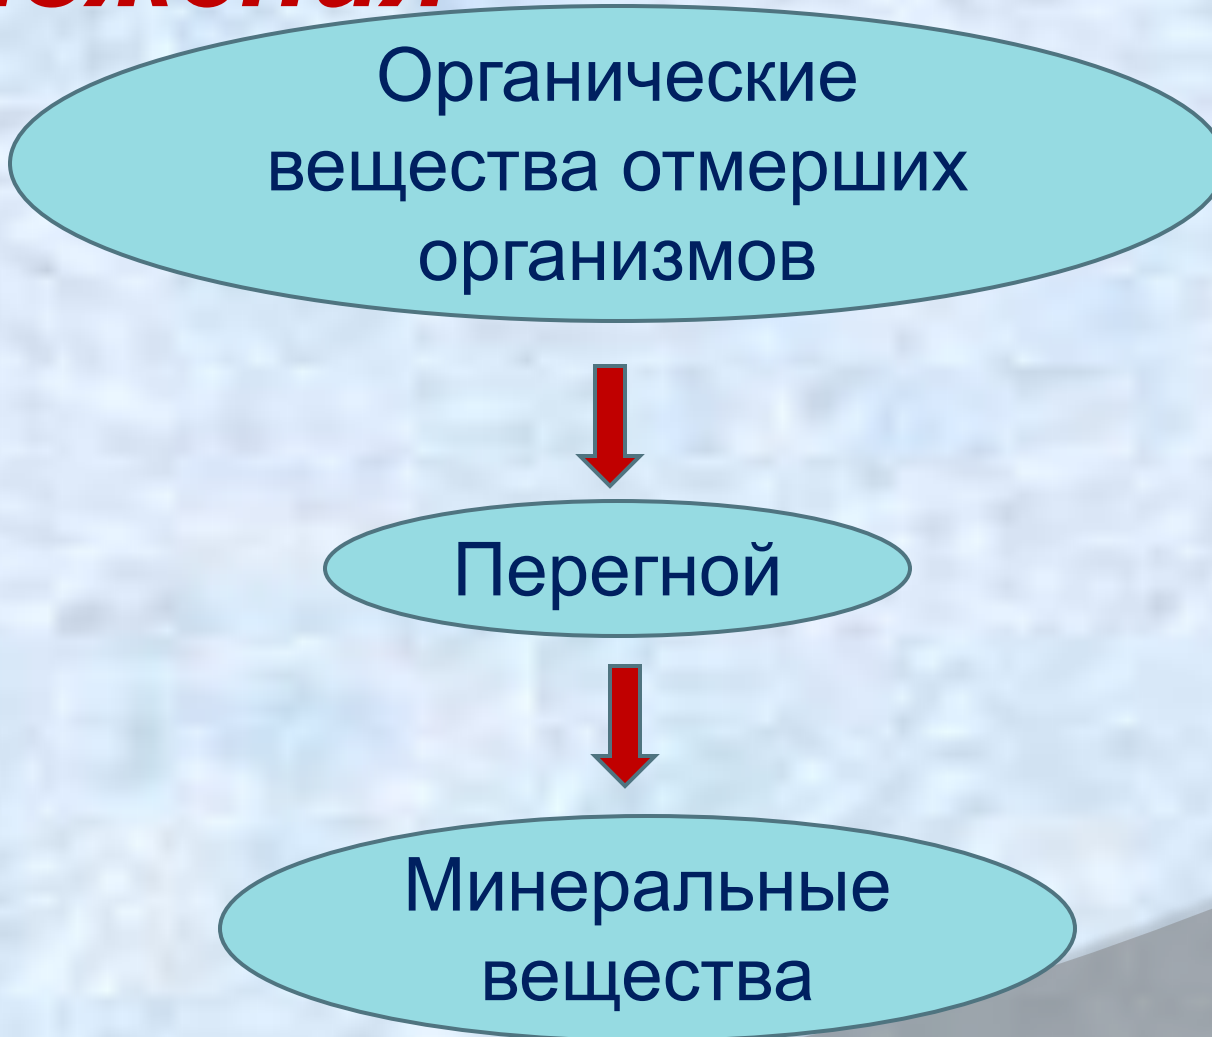 Органические
вещества отмерших
организмов
Перегной
Минеральные
вещества